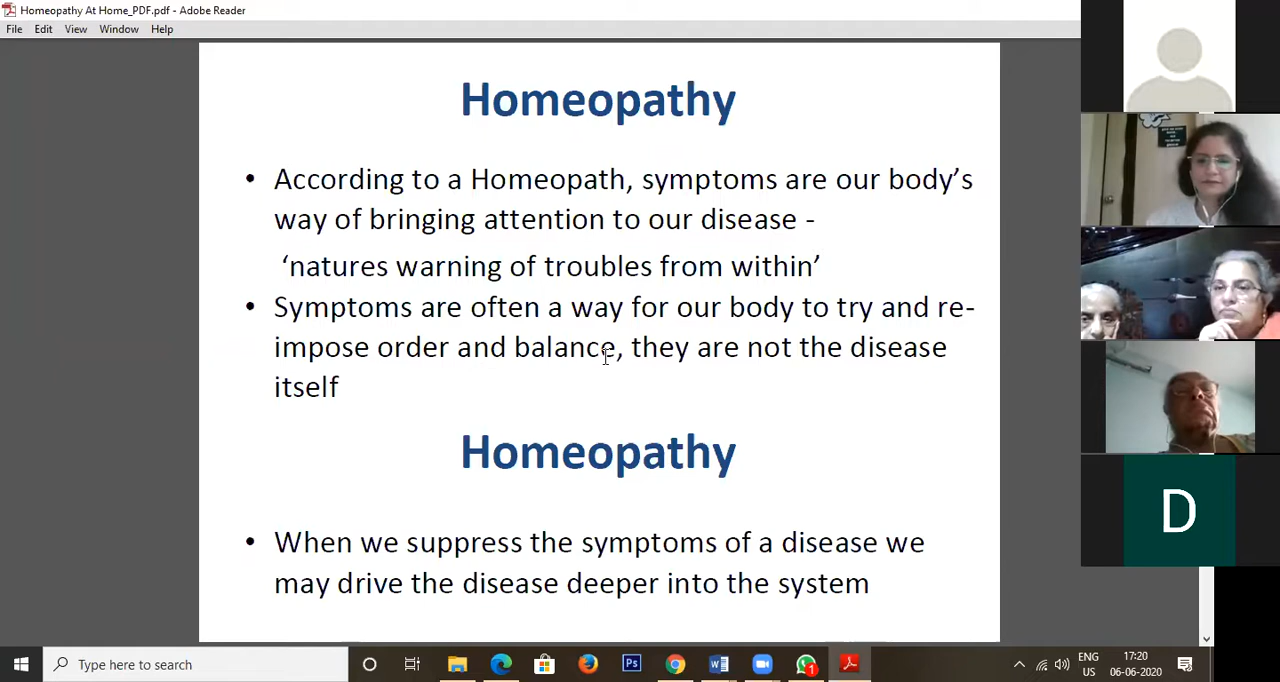 Homeopathy At Home_PDF.pdf - Adobe Reader
File Edit View Window Help
Homeopathy
• According to a Homeopath, symptoms are our body's
way of bringing attention to our disease -
‘natures warning of troubles from within’
• Symptoms are often a way for our body to try and re-
impose order and balance, they are not the disease
itself
Homeopathy
• When we suppress the symptoms of a disease we
may drive the disease deeper into the system
D
Type here to search
Ps
W
1
ENG
US
17:20
06-06-2020